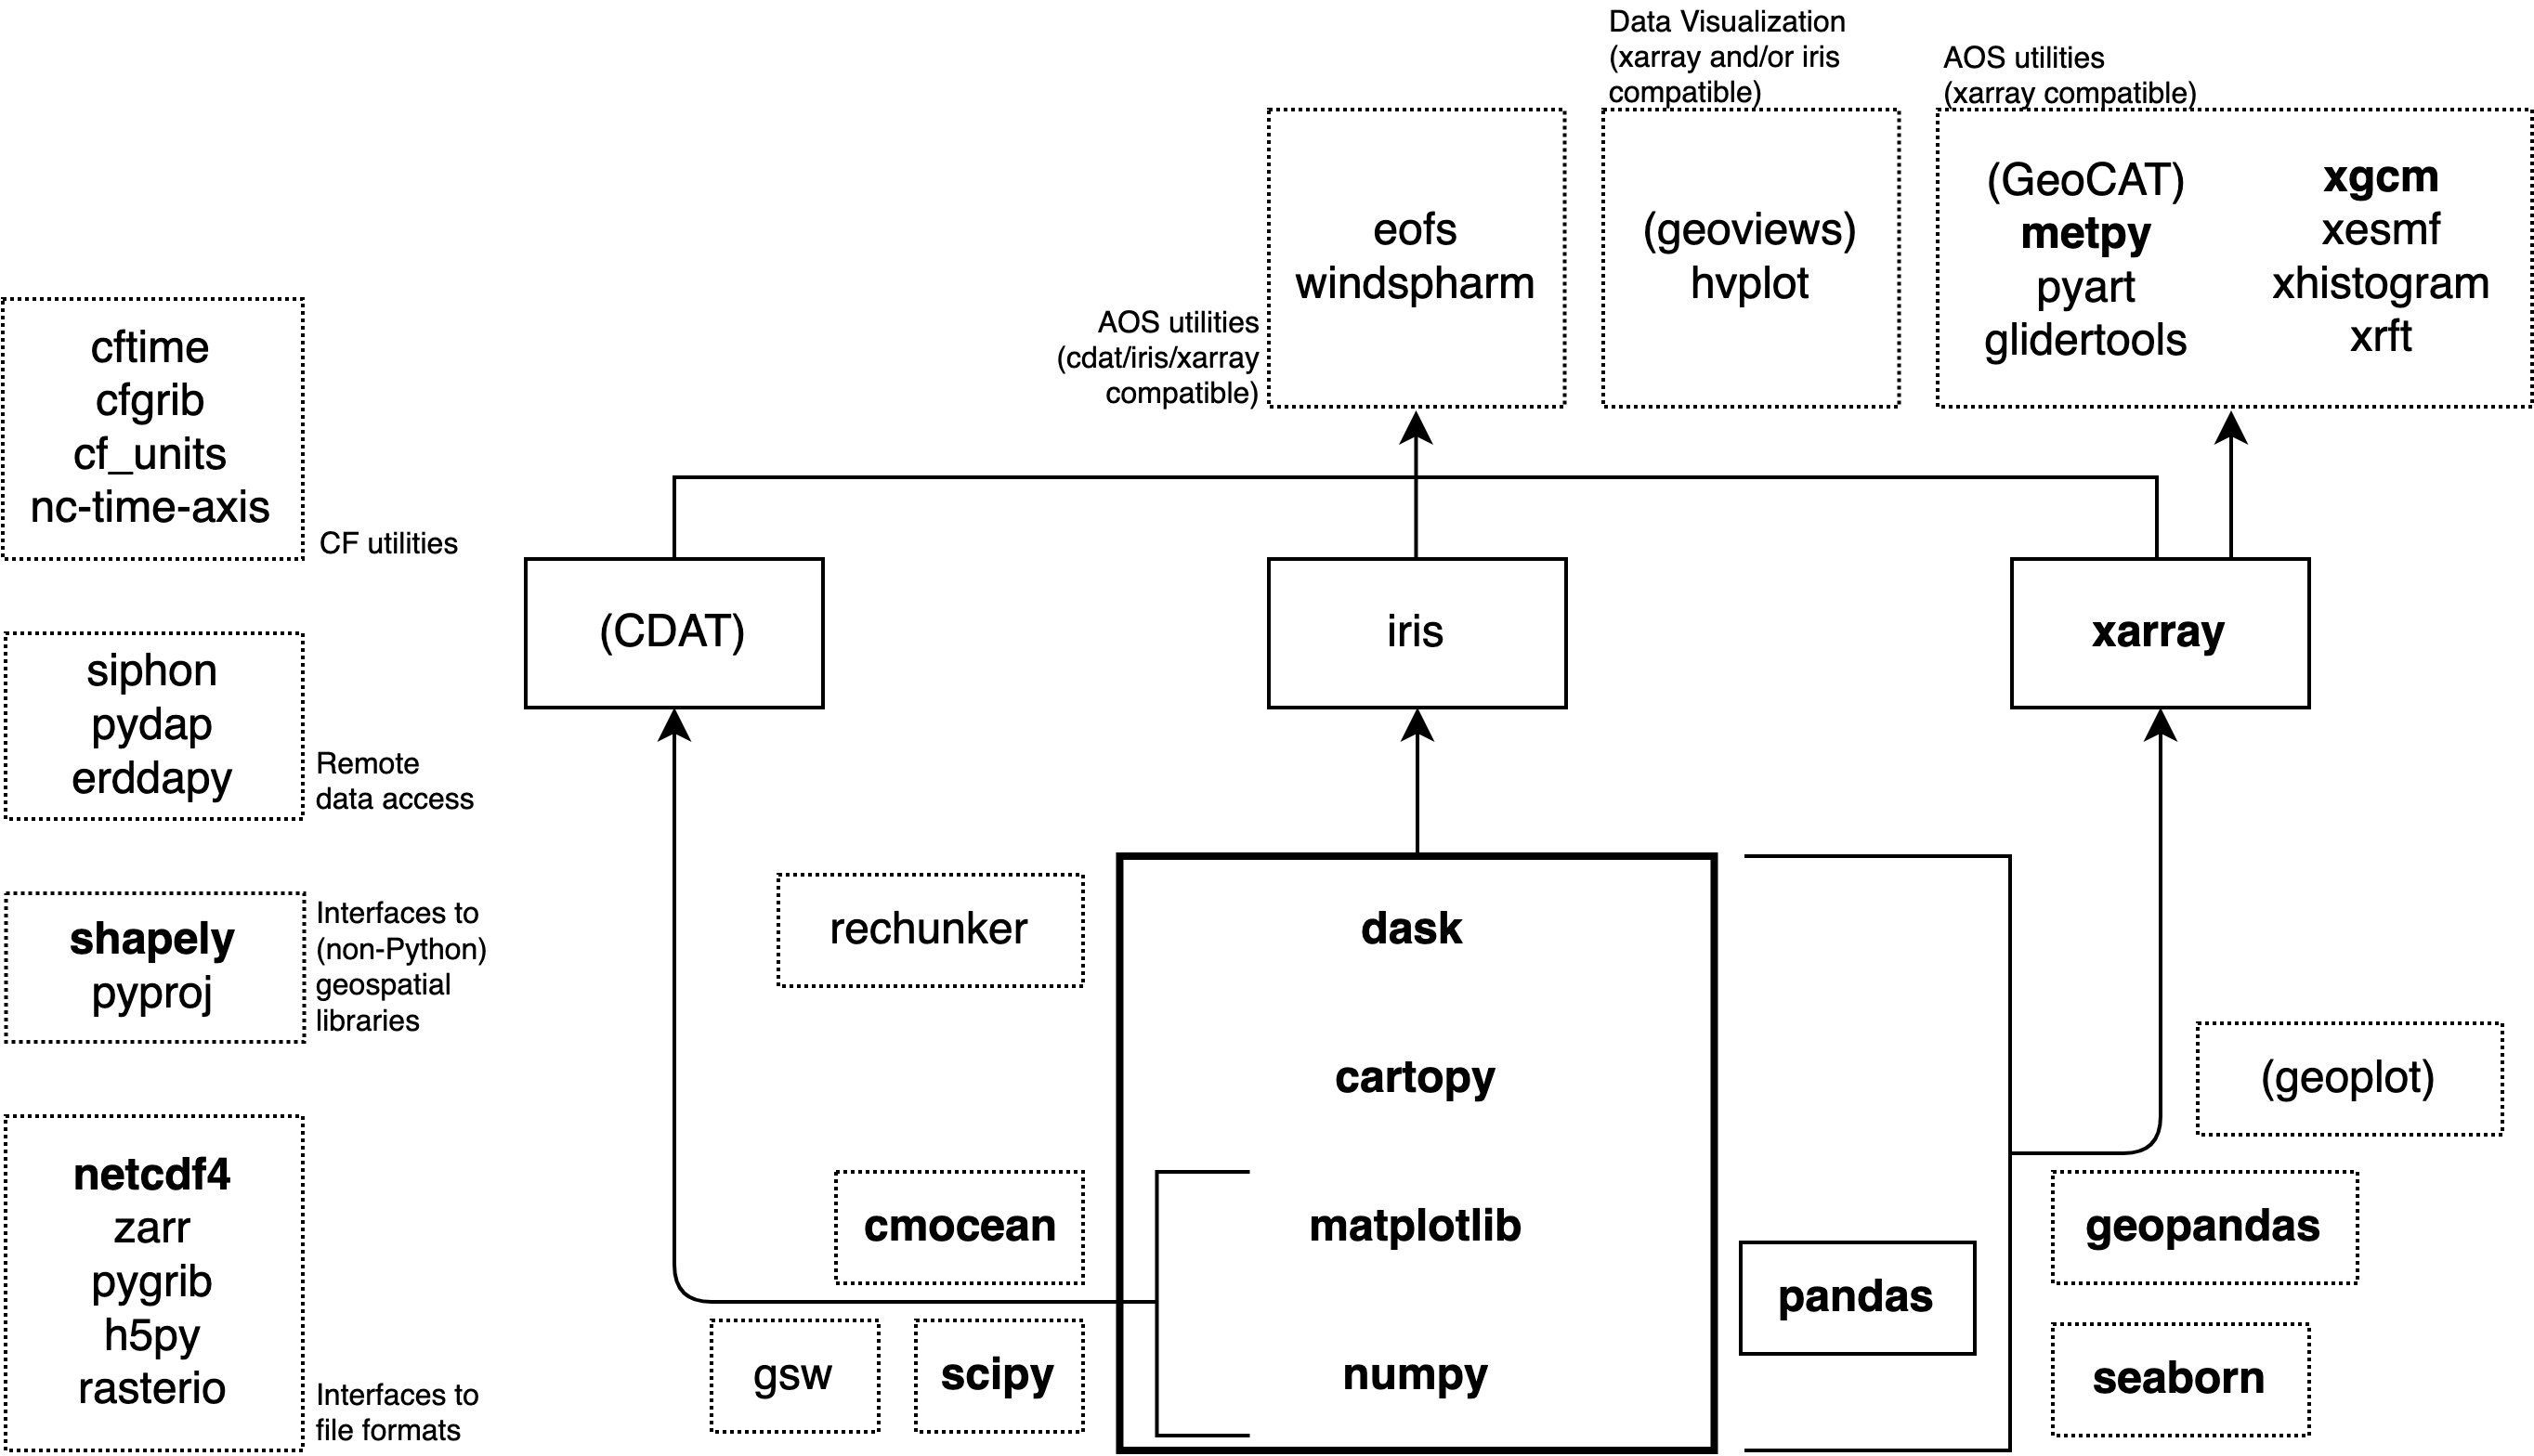 Data Visualization
(xarray and/or iris
compatible)
AOS utilities
(xarray compatible)
eofs
windspharm
AOS utilities
(cdat/iris/xarray
compatible)
(geoviews)
hvplot
(GeoCAT)
metpy
pyart
glidertools
xgcm
xesmf
xhistogram
xrft
cftime
cfgrib
cf_units
nc-time-axis
CF utilities
(CDAT)
iris
xarray
siphon
pydap
erddapy
Remote
data access
shapely
pyproj
Interfaces to
(non-Python)
geospatial
libraries
rechunker
dask
cartopy
(geoplot)
netcdf4
zarr
pygrib
h5py
rasterio
Interfaces to
file formats
cmocean
matplotlib
geopandas
pandas
gsw
scipy
numpy
seaborn